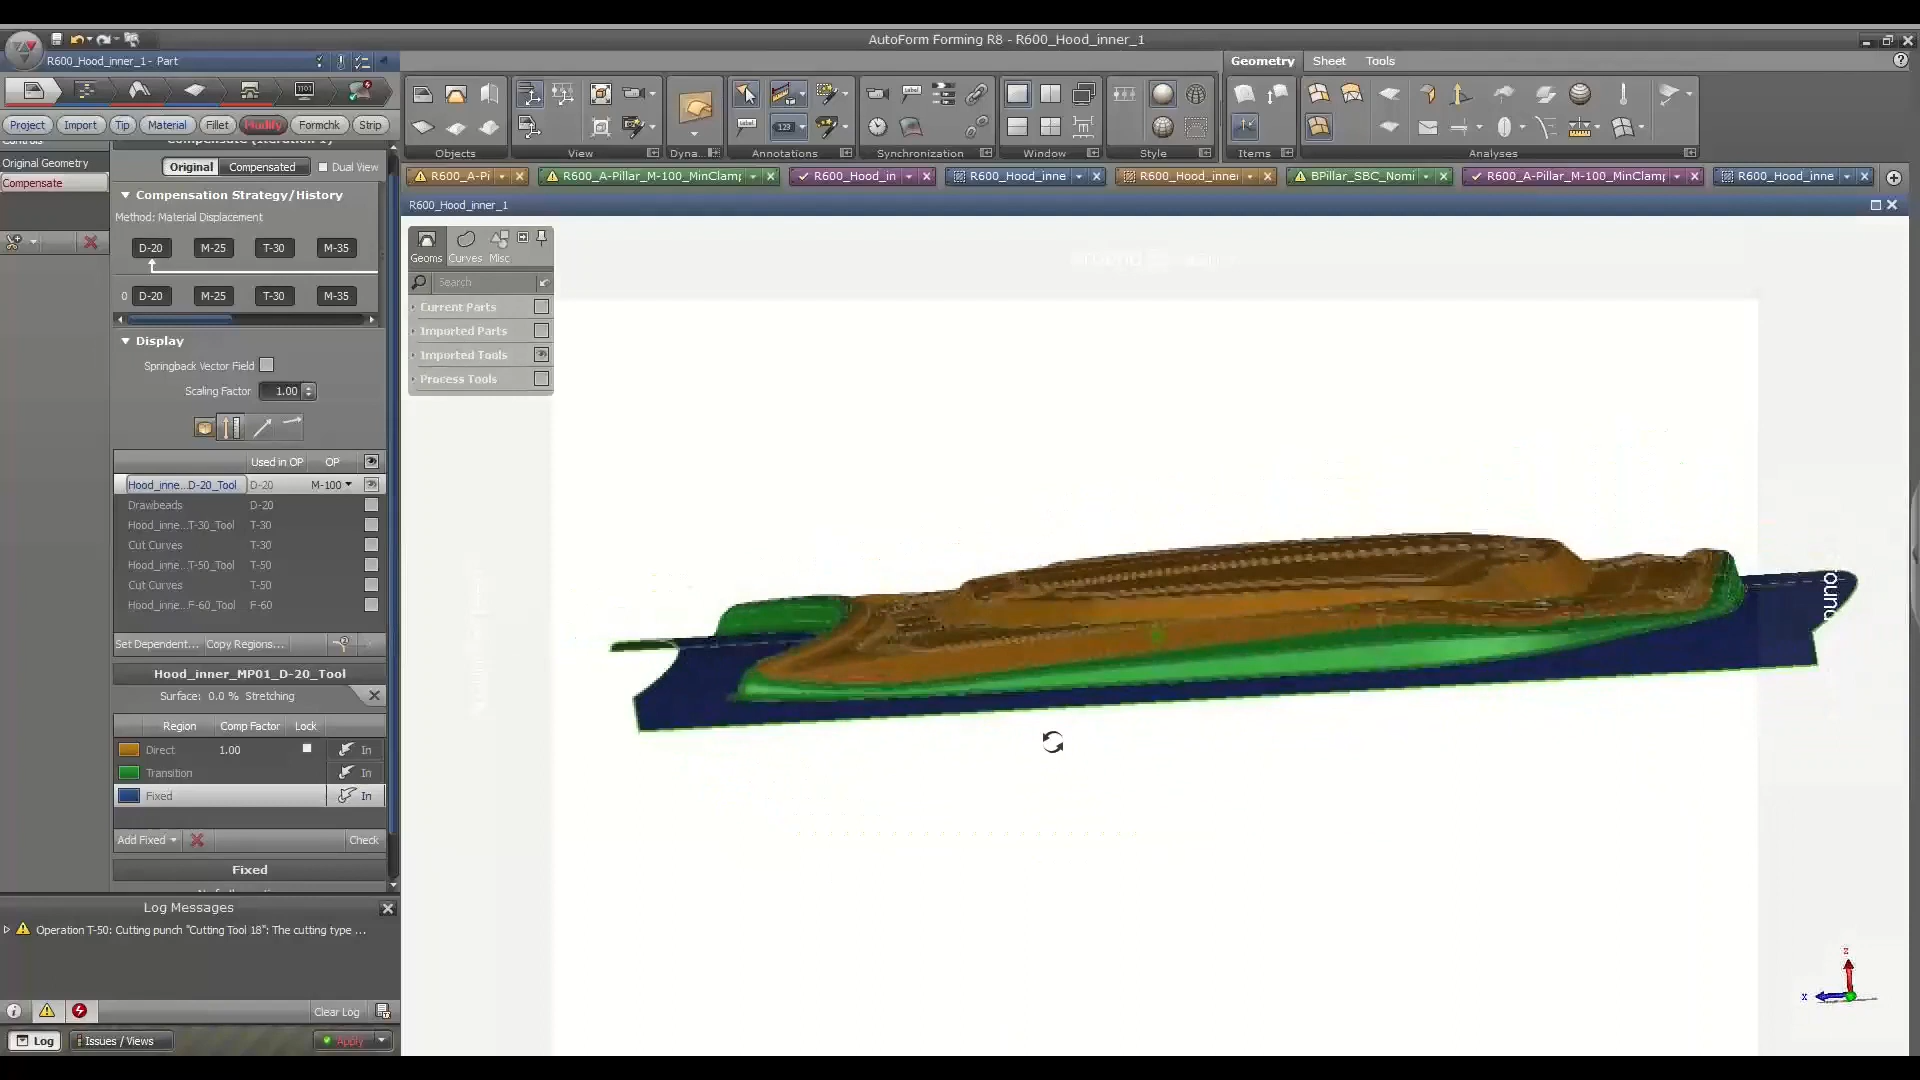 AutoForm Forming R8 - R600_Hood_inner_1
R600_Hood_inner_1 - Part
Geometry Sheet Tools
Project Import Tip Material Fillet Modify Formchk Strip
Objects View Dyna... Annotations Synchronization Window Style Items Analyses
R600_A-Pi R600_A-Pillar_M-100_MinClamp R600_Hood_in R600_Hood_inne R600_Hood_inner BPillar_SBC_Nomi R600_A-Pillar_M-100_MinClamp R600_Hood_inne
Original Geometry
Compensate
Original Compensated Dual View
Compensation Strategy/History
Method: Material Displacement
D-20 M-25 T-30 M-35
0 D-20 M-25 T-30 M-35
Display
Springback Vector Field
Scaling Factor 1.00
Used in OP OP
Hood_inne...D-20_Tool D-20 M-100
Drawbeads D-20
Hood_inne...T-30_Tool T-30
Cut Curves T-30
Hood_inne...T-50_Tool T-50
Cut Curves T-50
Hood_inne...F-60_Tool F-60
Set Dependent... Copy Regions...
Hood_inner_MP01_D-20_Tool
Surface: 0.0 % Stretching
Region Comp Factor Lock
Direct 1.00 In
Transition In
Fixed In
Add Fixed Check
Fixed
Log Messages
Operation T-50: Cutting punch "Cutting Tool 18": The cutting type ...
Clear Log
Log Issues / Views Apply
R600_Hood_inner_1
Geoms Curves Misc
Search
Current Parts
Imported Parts
Imported Tools
Process Tools
z
x